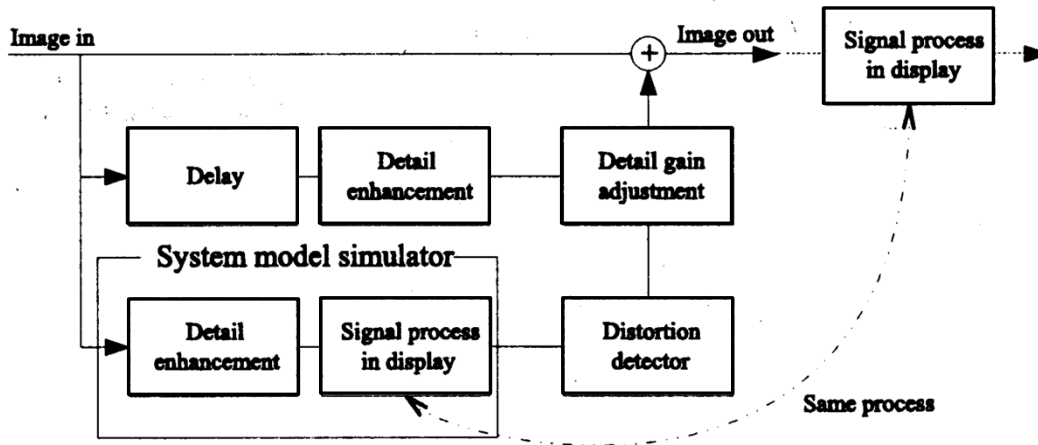 Image in
Image out
Signal process
in display
Delay
Detail
enhancement
Detail gain
adjustment
System model simulator
Detail
enhancement
Signal process
in display
Distortion
detector
Same process